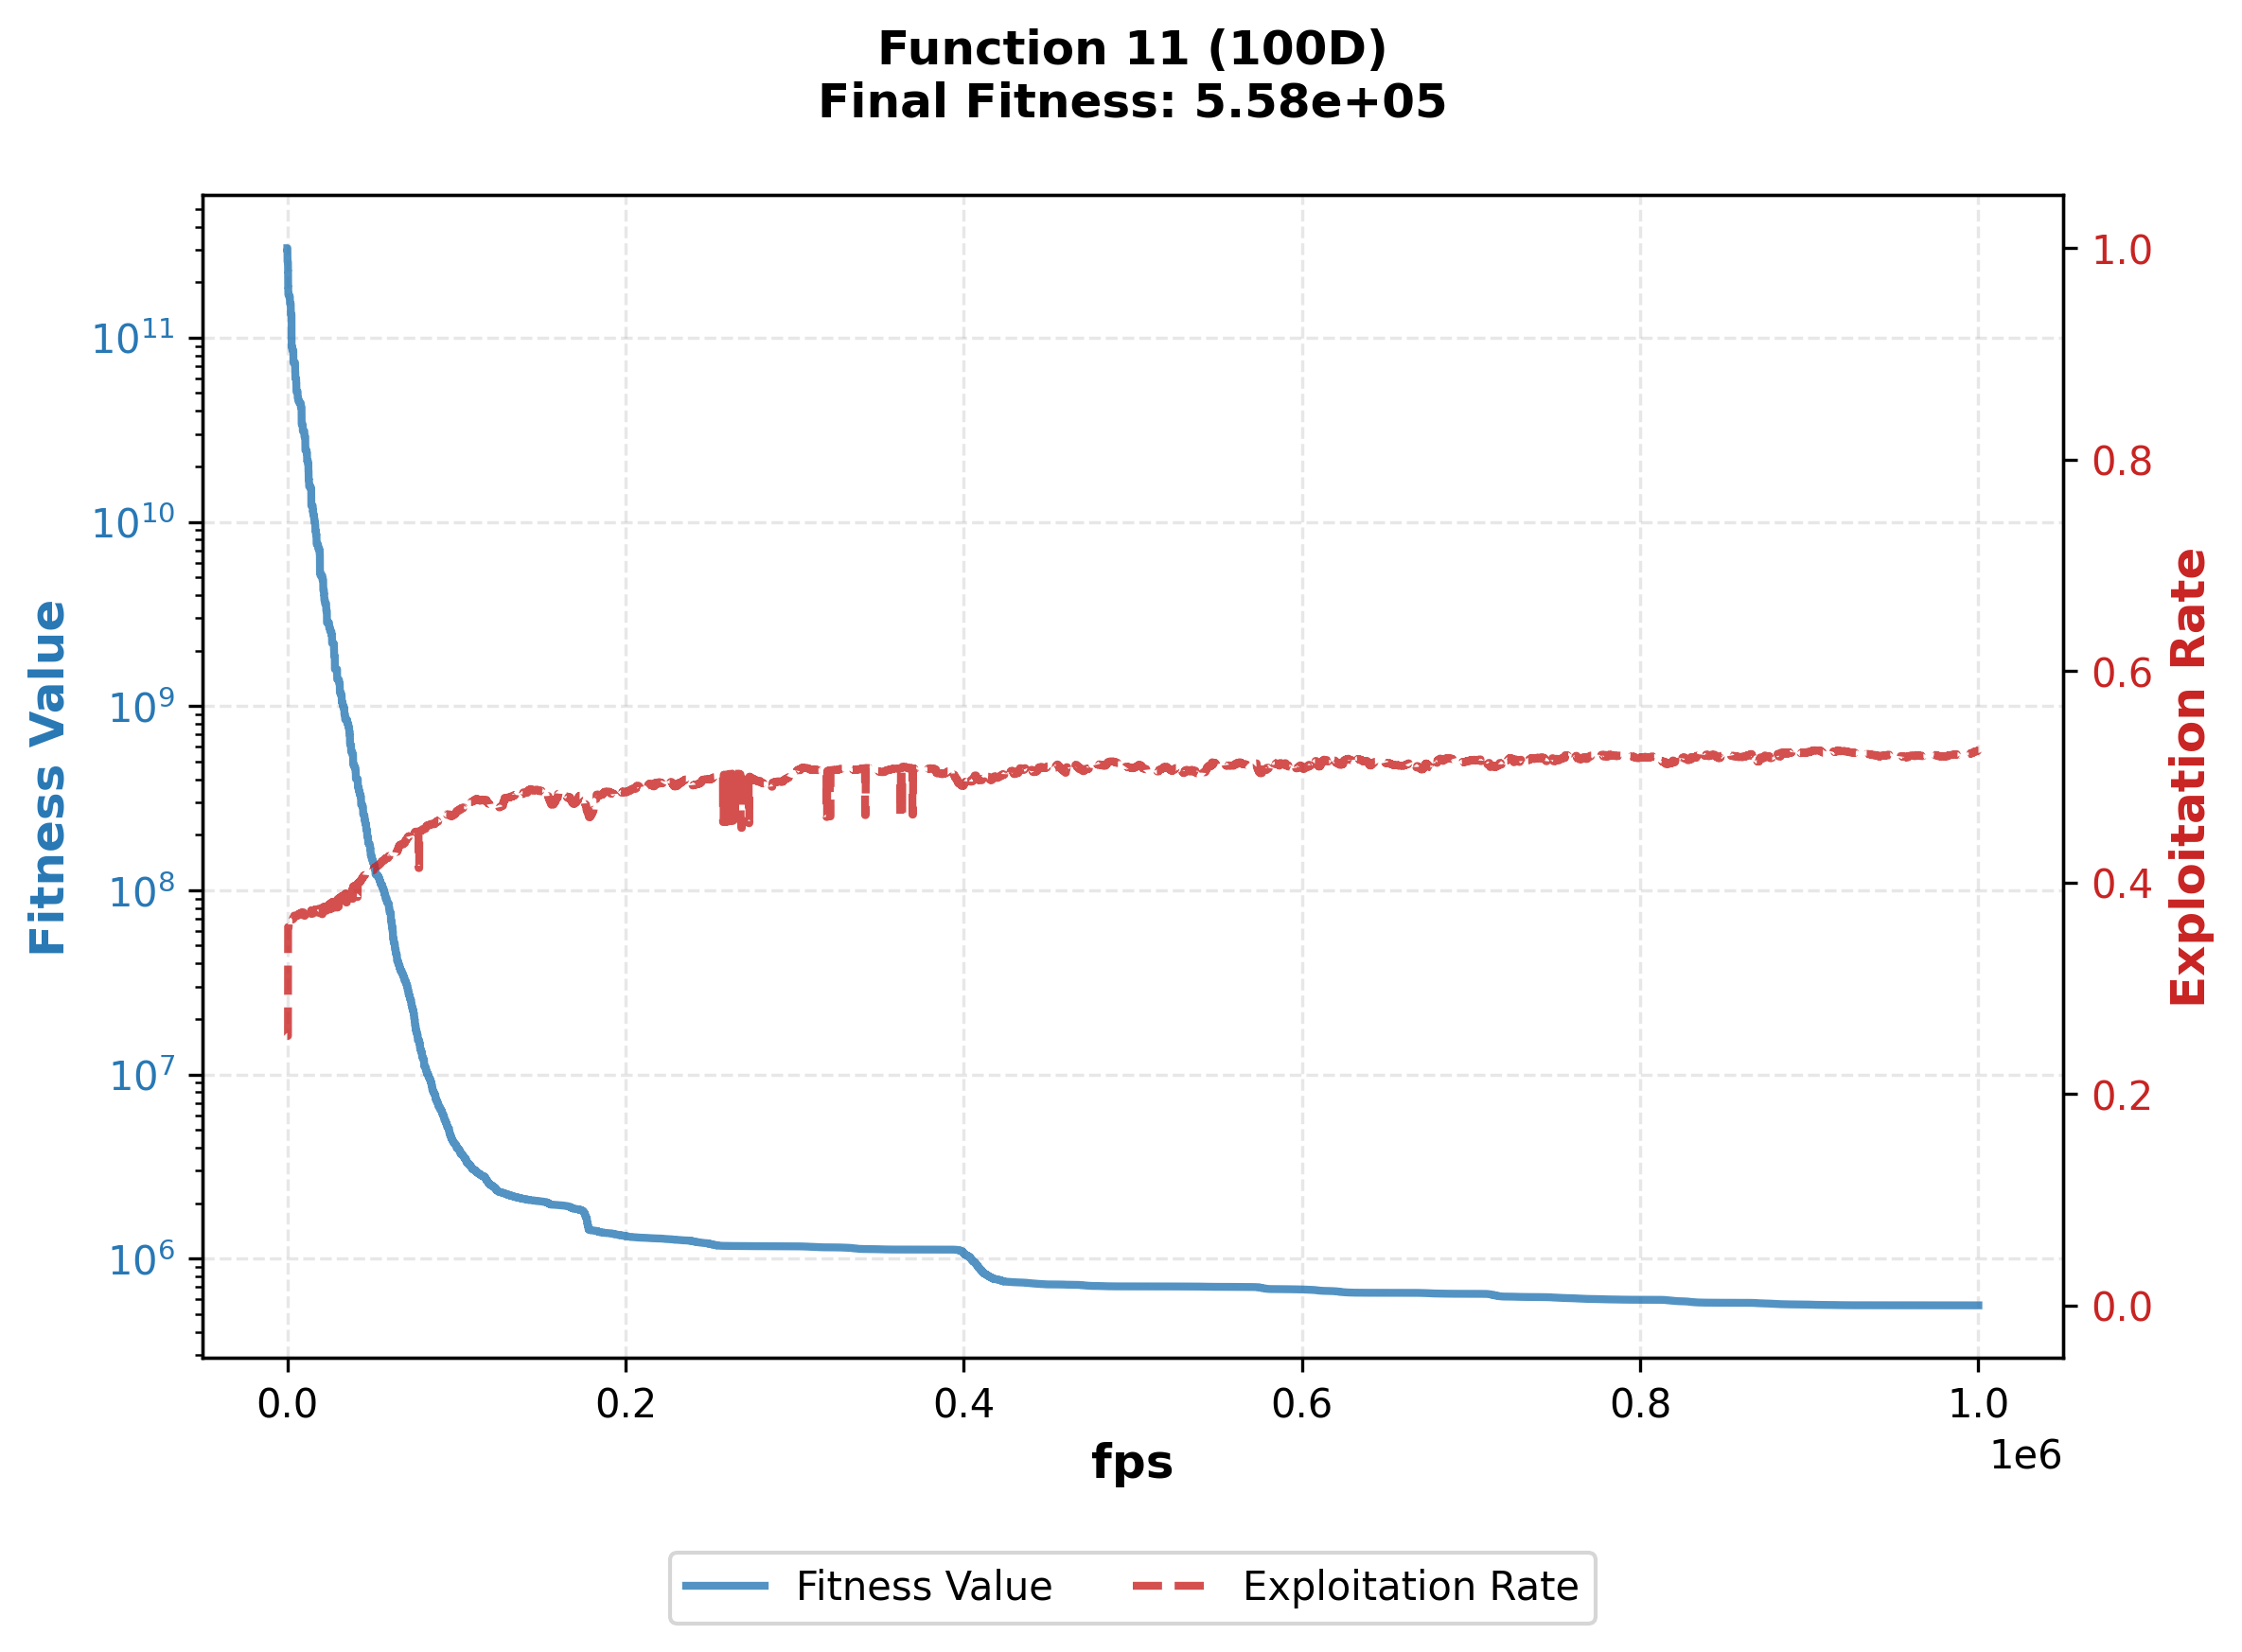 Function 11 (100D)
Final Fitness: 5.58e+05
Fitness Value
10^11
10^10
10^9
10^8
10^7
10^6
1.0
0.8
0.6
0.4
0.2
0.0
Exploitation Rate
0.0 0.2 0.4 0.6 0.8 1.0
1e6
fps
Fitness Value Exploitation Rate